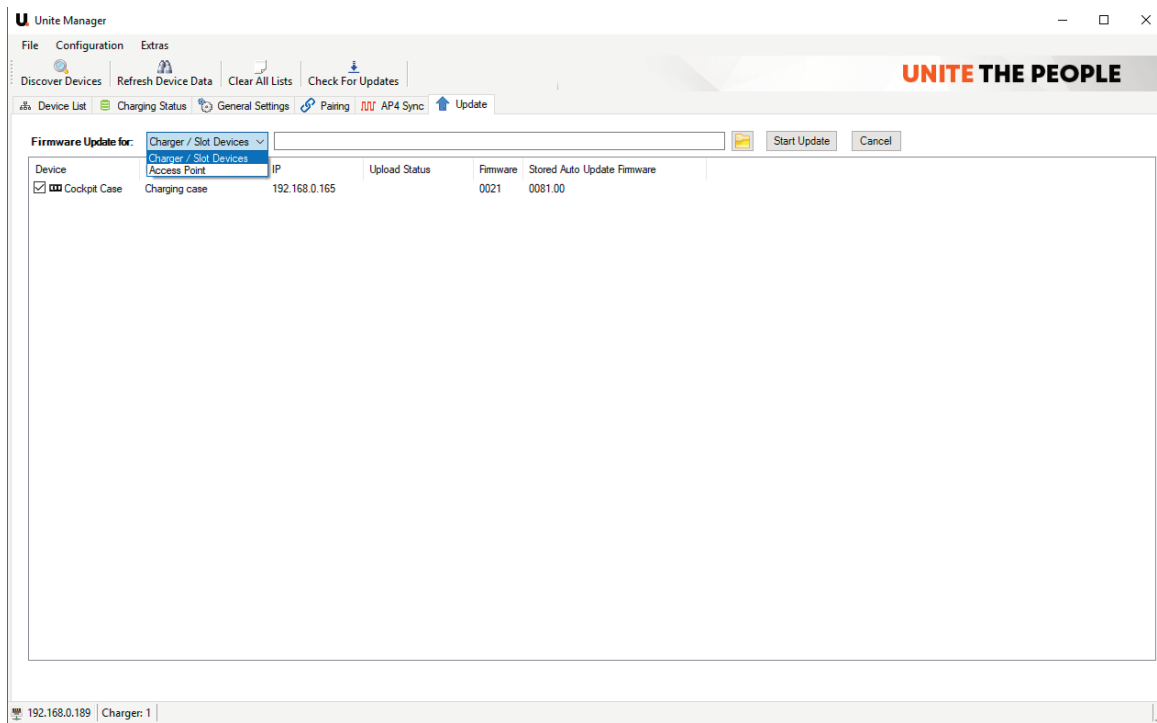 U. Unite Manager
File Configuration Extras
Discover Devices Refresh Device Data Clear All Lists Check For Updates
UNITE THE PEOPLE
Device List Charging Status General Settings Pairing AP4 Sync Update
Firmware Update for: Charger / Slot Devices Start Update Cancel
Charger / Slot Devices
Access Point
Device IP Upload Status Firmware Stored Auto Update Firmware
Cockpit Case Charging case 192.168.0.165 0021 0081.00
192.168.0.189 Charger: 1